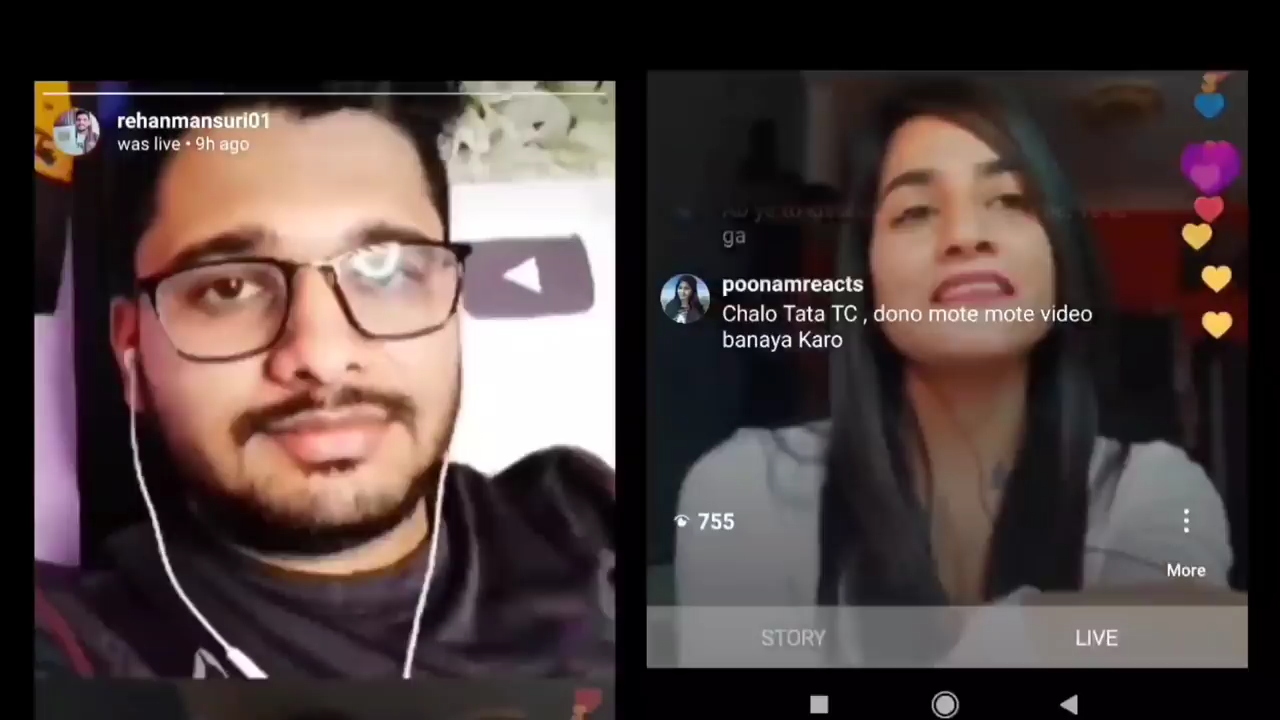 rehanmansuri01
was live • 9h ago
ga
poonamreacts
Chalo Tata TC , dono mote mote video
banaya Karo
755
More
STORY
LIVE